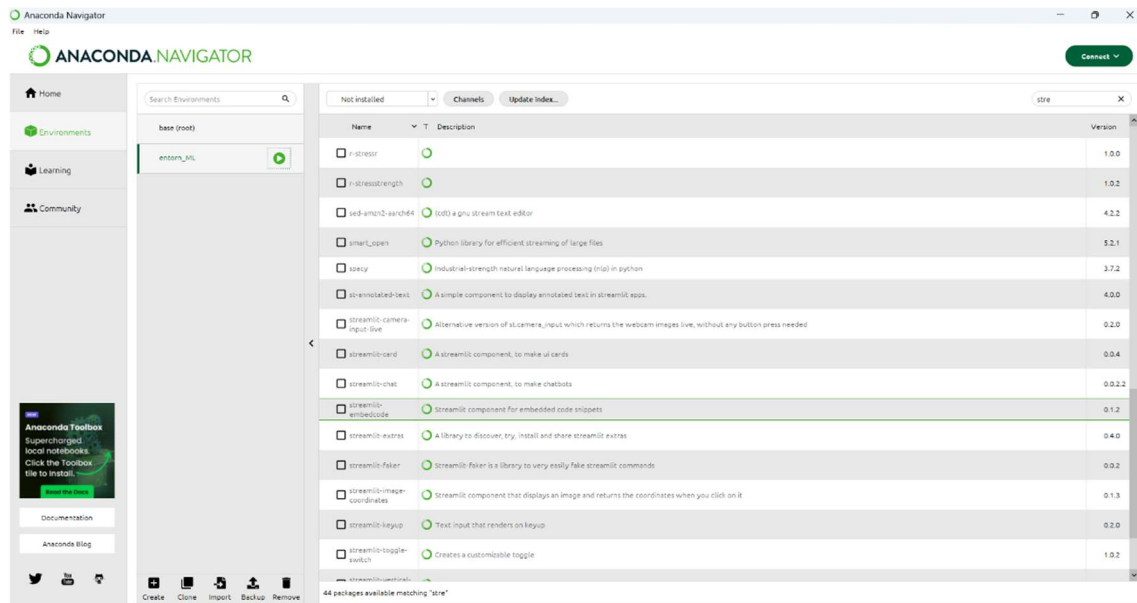 Anaconda Navigator
File Help
ANACONDA.NAVIGATOR
Connect
Home
Environments
Learning
Community
NEW
Anaconda Toolbox
Supercharged
local notebooks.
Click the Toolbox
tile to install.
Read the Docs
Documentation
Anaconda Blog
You Tube
Search Environments
base (root)
entorn_ML
Create Clone Import Backup Remove
Not installed Channels Update index... stre X
Name T Description Version
r-stressr 1.0.0
r-stressstrength 1.0.2
sed-amzn2-aarch64 (cdt) a gnu stream text editor 4.2.2
smart_open Python library for efficient streaming of large files 5.2.1
spacy Industrial-strength natural language processing (nlp) in python 3.7.2
st-annotated-text A simple component to display annotated text in streamlit apps. 4.0.0
streamlit-camera-
input-live Alternative version of st.camera_input which returns the webcam images live, without any button press needed 0.2.0
streamlit-card A streamlit component, to make ui cards 0.0.4
streamlit-chat A streamlit component, to make chatbots 0.0.2.2
streamlit-
embedcode Streamlit component for embedded code snippets 0.1.2
streamlit-extras A library to discover, try, install and share streamlit extras 0.4.0
streamlit-faker Streamlit-faker is a library to very easily fake streamlit commands 0.0.2
streamlit-image-
coordinates Streamlit component that displays an image and returns the coordinates when you click on it 0.1.3
streamlit-keyup Text input that renders on keyup 0.2.0
streamlit-toggle-
switch Creates a customizable toggle 1.0.2
streamlit-vertical-
44 packages available matching "stre"